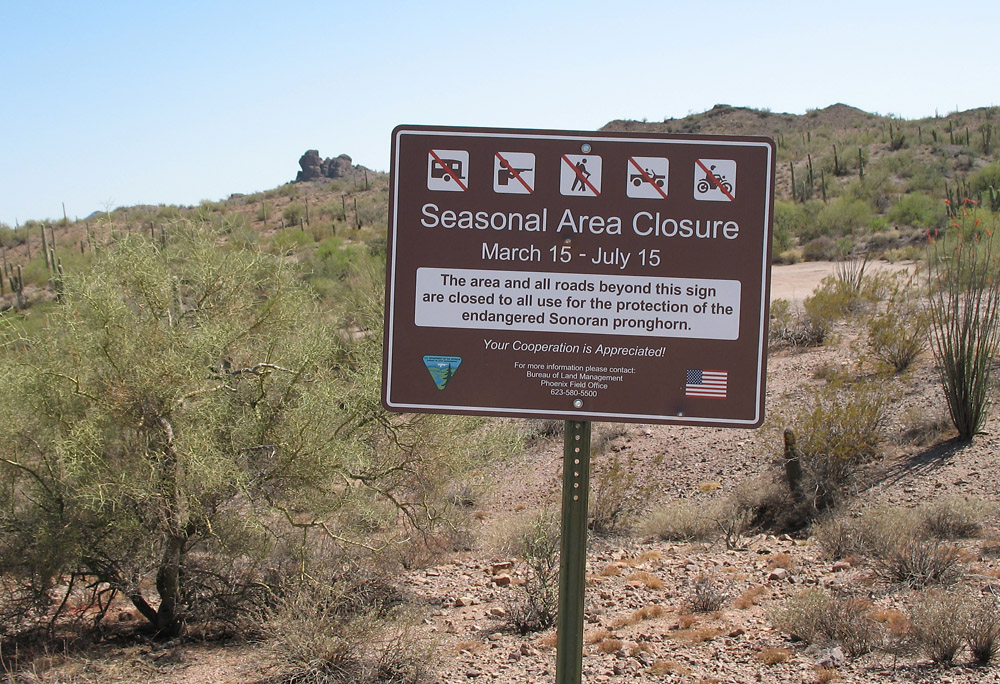 Seasonal Area Closure
March 15 - July 15
The area and all roads beyond this sign
are closed to all use for the protection of the
endangered Sonoran pronghorn.
Your Cooperation is Appreciated!
For more information please contact:
Bureau of Land Management
Phoenix Field Office
623-580-5500